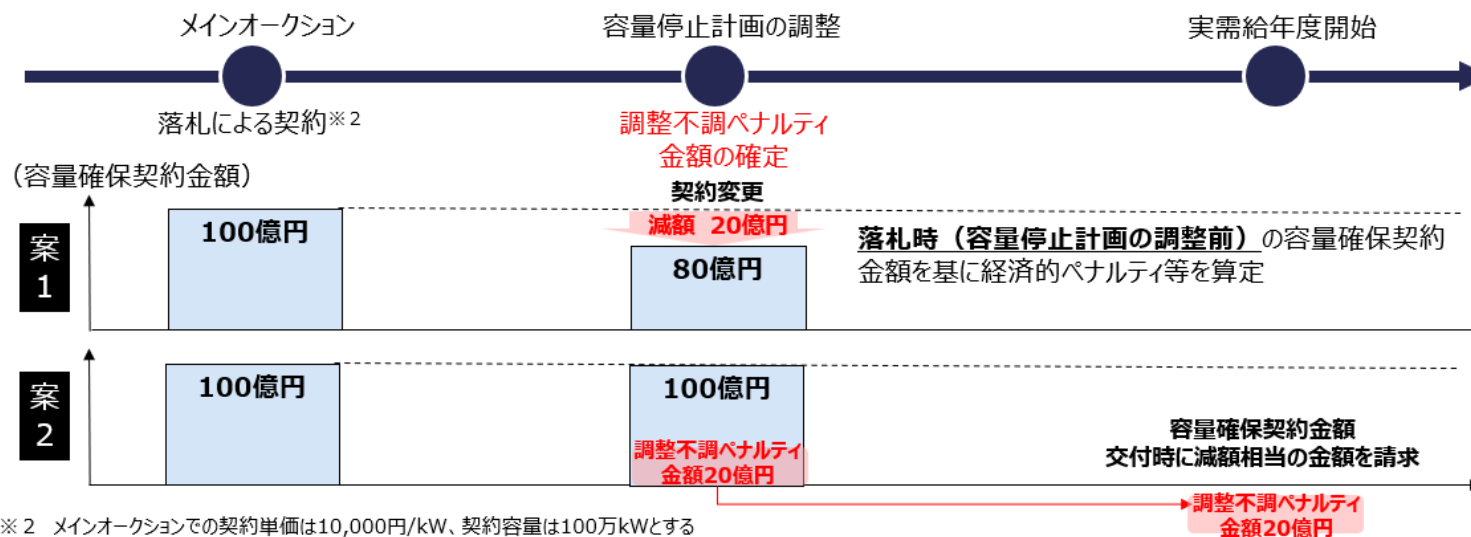 メインオークション
容量停止計画の調整
実需給年度開始
落札による契約※2
調整不調ペナルティ
金額の確定
(容量確保契約金額)
契約変更
案
1
100億円
減額 20億円
80億円
落札時（容量停止計画の調整前）の容量確保契約
金額を基に経済的ペナルティ等を算定
案
2
100億円
100億円
調整不調ペナルティ
金額20億円
容量確保契約金額
交付時に減額相当の金額を請求
調整不調ペナルティ
金額20億円
※2 メインオークションでの契約単価は10,000円/kW、契約容量は100万kWとする